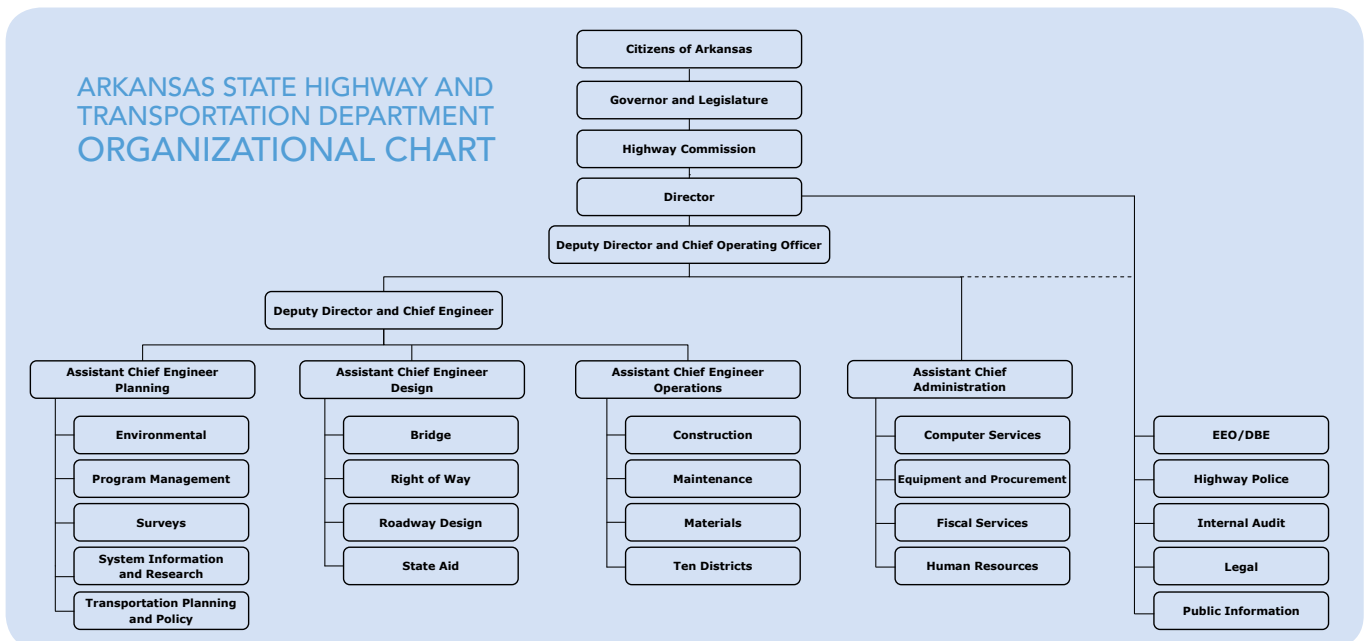 ARKANSAS STATE HIGHWAY AND
TRANSPORTATION DEPARTMENT
ORGANIZATIONAL CHART
Citizens of Arkansas
Governor and Legislature
Highway Commission
Director
Deputy Director and Chief Operating Officer
Deputy Director and Chief Engineer
Assistant Chief Engineer
Planning
Environmental
Program Management
Surveys
System Information
and Research
Transportation Planning
and Policy
Assistant Chief Engineer
Design
Bridge
Right of Way
Roadway Design
State Aid
Assistant Chief Engineer
Operations
Construction
Maintenance
Materials
Ten Districts
Assistant Chief
Administration
Computer Services
Equipment and Procurement
Fiscal Services
Human Resources
EEO/DBE
Highway Police
Internal Audit
Legal
Public Information